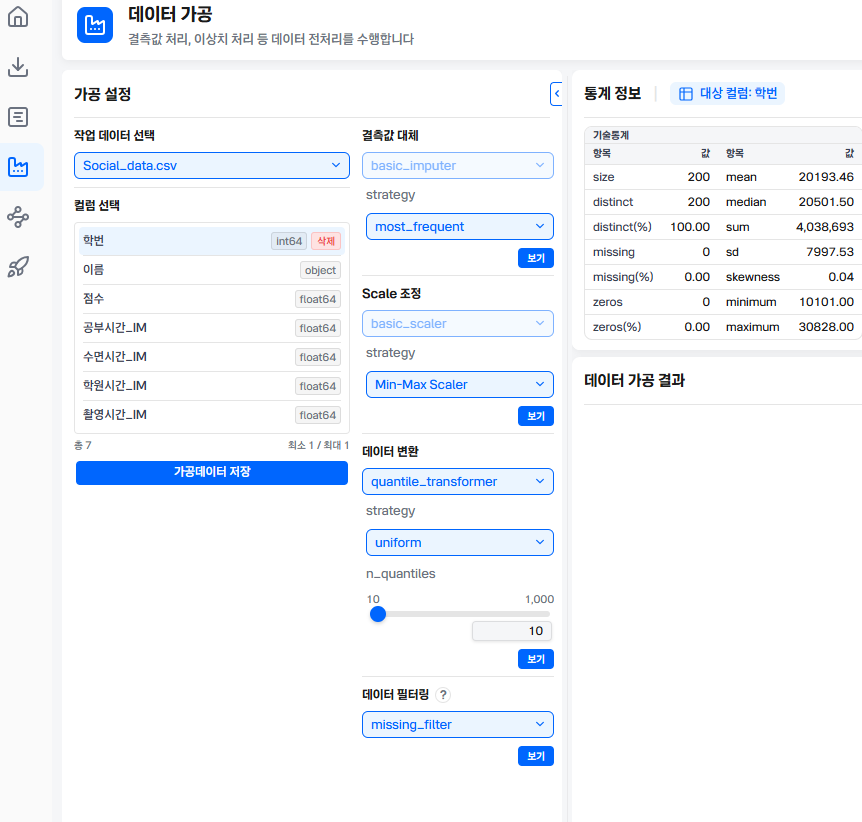 데이터 가공
결측값 처리, 이상치 처리 등 데이터 전처리를 수행합니다
가공 설정
작업 데이터 선택
Social_data.csv
컬럼 선택
학번 int64 삭제
이름 object
점수 float64
공부시간_IM float64
수면시간_IM float64
학원시간_IM float64
촬영시간_IM float64
총 7 최소 1 / 최대 1
가공데이터 저장
결측값 대체
basic_imputer
strategy
most_frequent
보기
Scale 조정
basic_scaler
strategy
Min-Max Scaler
보기
데이터 변환
quantile_transformer
strategy
uniform
n_quantiles
10 1,000
10
보기
데이터 필터링 ?
missing_filter
보기
통계 정보 대상 컬럼: 학번
기술통계
항목 값 항목 값
size 200 mean 20193.46
distinct 200 median 20501.50
distinct(%) 100.00 sum 4,038,693
missing 0 sd 7997.53
missing(%) 0.00 skewness 0.04
zeros 0 minimum 10101.00
zeros(%) 0.00 maximum 30828.00
데이터 가공 결과